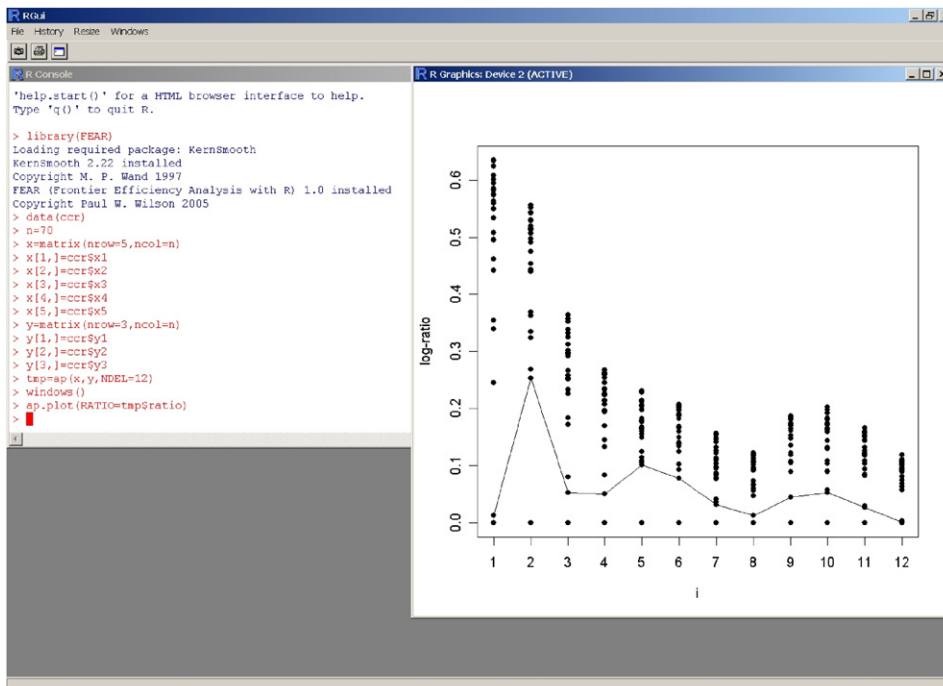 RGui
File History Resize Windows
R Console
'help.start()' for a HTML browser interface to help.
Type 'q()' to quit R.
> library(FEAR)
Loading required package: KernSmooth
KernSmooth 2.22 installed
Copyright M. P. Wand 1997
FEAR (Frontier Efficiency Analysis with R) 1.0 installed
Copyright Paul W. Wilson 2005
> data(ccr)
> n=70
> x=matrix(nrow=5,ncol=n)
> x[1,]=ccr$x1
> x[2,]=ccr$x2
> x[3,]=ccr$x3
> x[4,]=ccr$x4
> x[5,]=ccr$x5
> y=matrix(nrow=3,ncol=n)
> y[1,]=ccr$y1
> y[2,]=ccr$y2
> y[3,]=ccr$y3
> tmp=ap(x,y,NDEL=12)
> windows()
> ap.plot(RATIO=tmp$ratio)
>
R Graphics: Device 2 (ACTIVE)
log-ratio
0.6
0.5
0.4
0.3
0.2
0.1
0.0
1 2 3 4 5 6 7 8 9 10 11 12
i